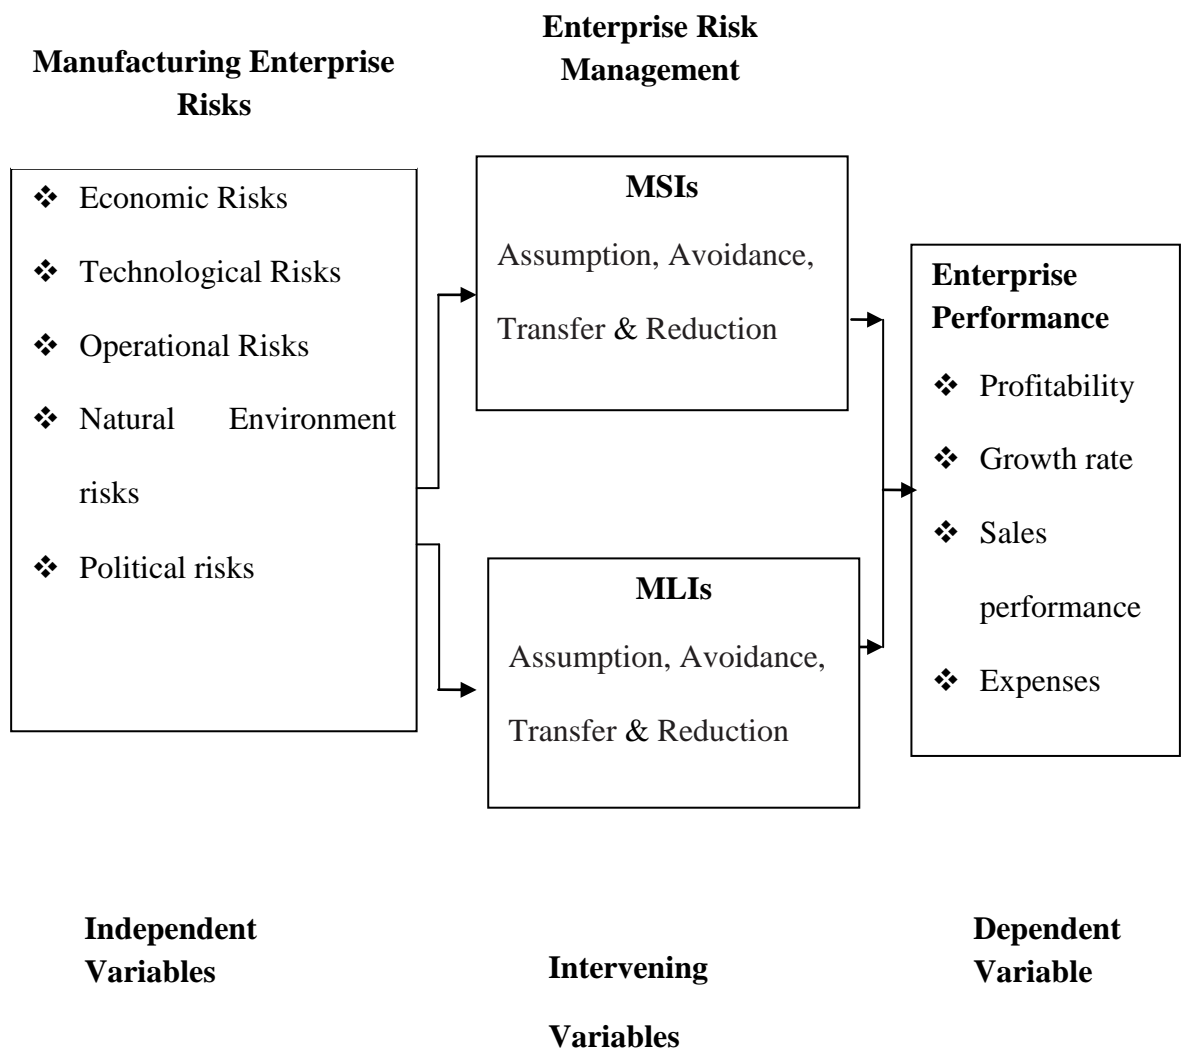 Manufacturing Enterprise
Risks
Enterprise Risk
Management
❖ Economic Risks
❖ Technological Risks
❖ Operational Risks
❖ Natural Environment
risks
❖ Political risks
MSIs
Assumption, Avoidance,
Transfer & Reduction
MLIs
Assumption, Avoidance,
Transfer & Reduction
Enterprise
Performance
❖ Profitability
❖ Growth rate
❖ Sales
performance
❖ Expenses
Independent
Variables
Intervening
Variables
Dependent
Variable